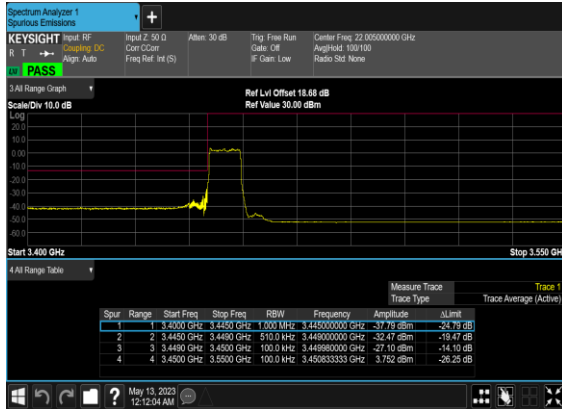 Spectrum Analyzer 1
Spurious Emissions
+
KEYSIGHT Input: RF Input Z: 50 Ω Atten: 30 dB Trig: Free Run Center Freq: 22.005000000 GHz
R T Coupling: DC Corr CCorr Gate: Off Avg|Hold: 100/100
Align: Auto Freq Ref: Int (S) IF Gain: Low Radio Std: None
PASS
3 All Range Graph
Ref Lvl Offset 18.68 dB
Scale/Div 10.0 dB Ref Value 30.00 dBm
Log
20.0
10.0
0.00
-10.0
-20.0
-30.0
-40.0
-50.0
-60.0
Start 3.400 GHz Stop 3.550 GH
4 All Range Table
Measure Trace Trace 1
Trace Type Trace Average (Active)
Spur Range Start Freq Stop Freq RBW Frequency Amplitude ΔLimit
1 1 3.4000 GHz 3.4450 GHz 1.000 MHz 3.445000000 GHz -37.79 dBm -24.79 dB
2 2 3.4450 GHz 3.4490 GHz 510.0 kHz 3.449000000 GHz -32.47 dBm -19.47 dB
3 3 3.4490 GHz 3.4500 GHz 100.0 kHz 3.449980000 GHz -27.10 dBm -14.10 dB
4 4 3.4500 GHz 3.5500 GHz 100.0 kHz 3.450833333 GHz 3.752 dBm -26.25 dB
? May 13, 2023
12:12:04 AM